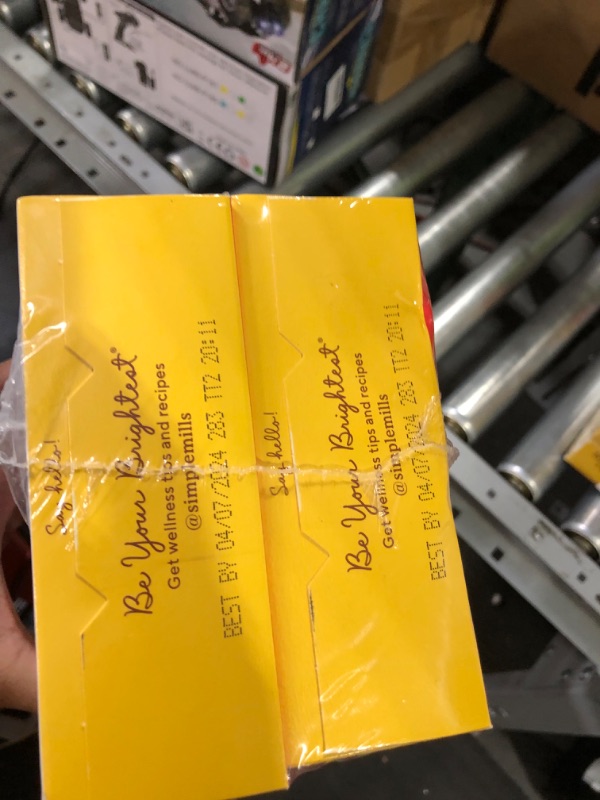 Say hello!
Be Your Brightest®
Get wellness tips and recipes
@simplemills
BEST BY 04/07/2024 283 TT2 20:11
Say hello!
Be Your Brightest®
Get wellness tips and recipes
@simplemills
BEST BY 04/07/2024 283 TT2 20:11